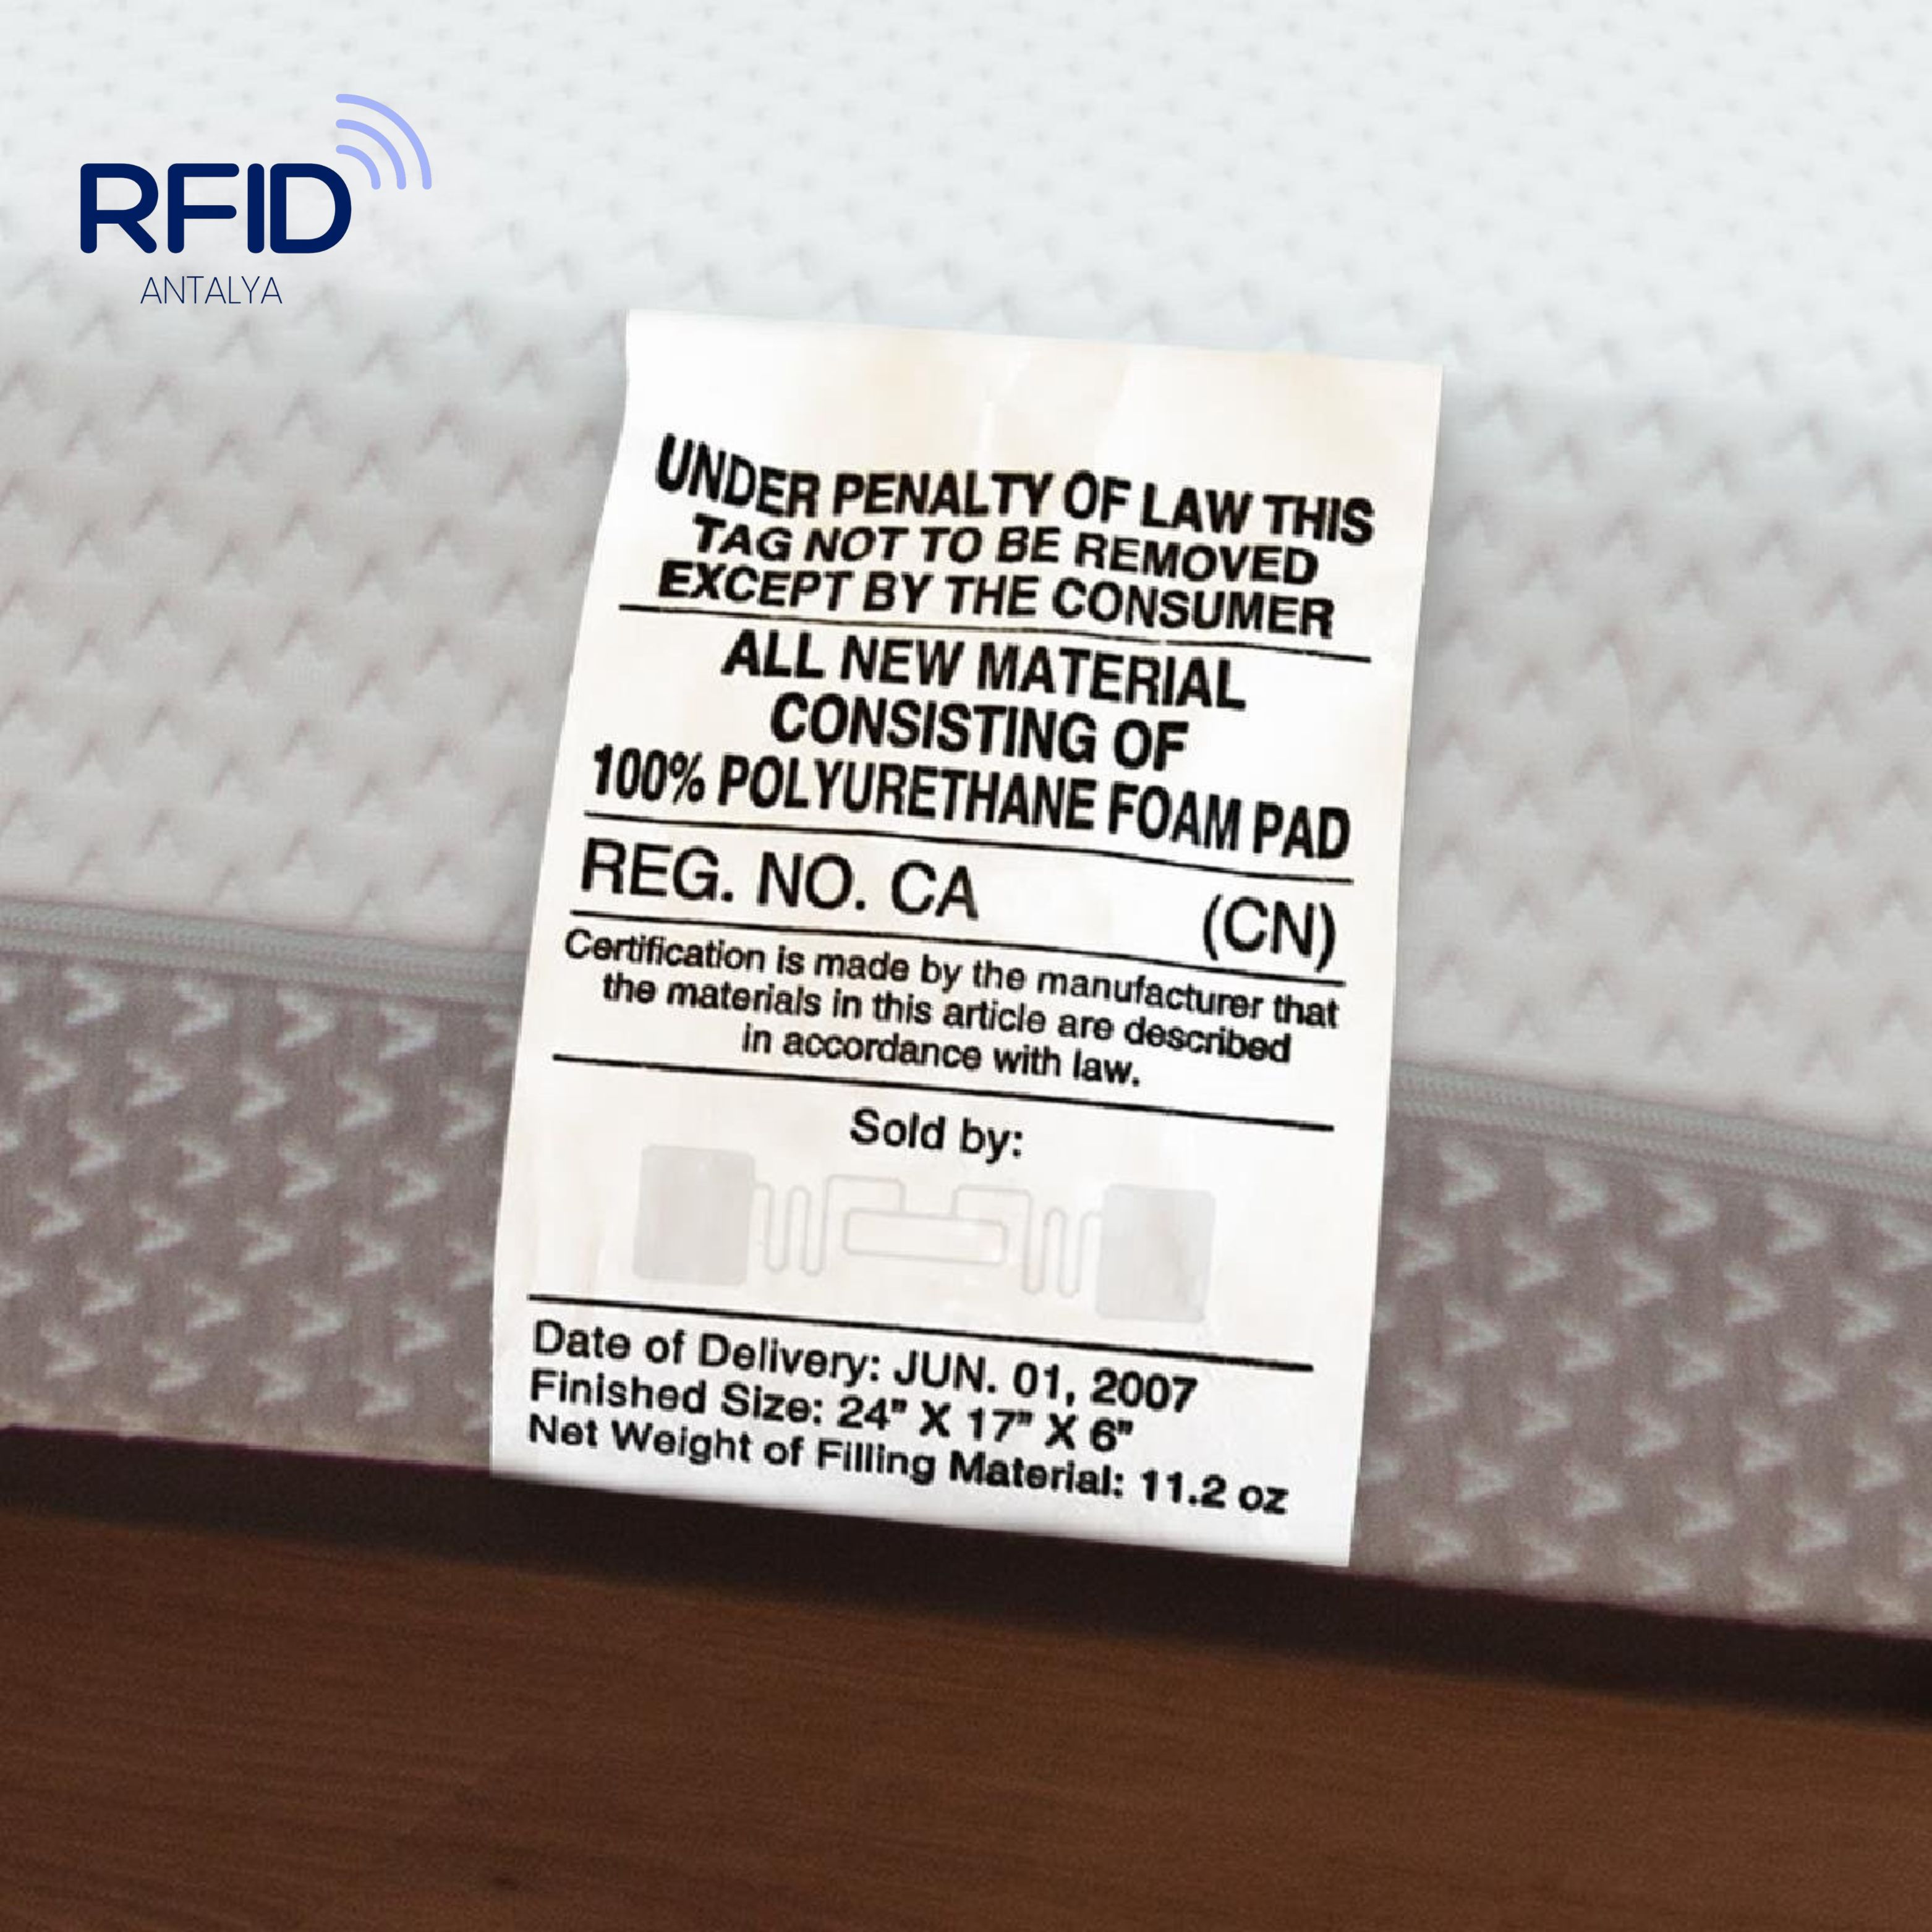 RFID
ANTALYA
UNDER PENALTY OF LAW THIS
TAG NOT TO BE REMOVED
EXCEPT BY THE CONSUMER
ALL NEW MATERIAL
CONSISTING OF
100% POLYURETHANE FOAM PAD
REG. NO. CA (CN)
Certification is made by the manufacturer that
the materials in this article are described
in accordance with law.
Sold by:
Date of Delivery: JUN. 01, 2007
Finished Size: 24" X 17" X 6"
Net Weight of Filling Material: 11.2 oz